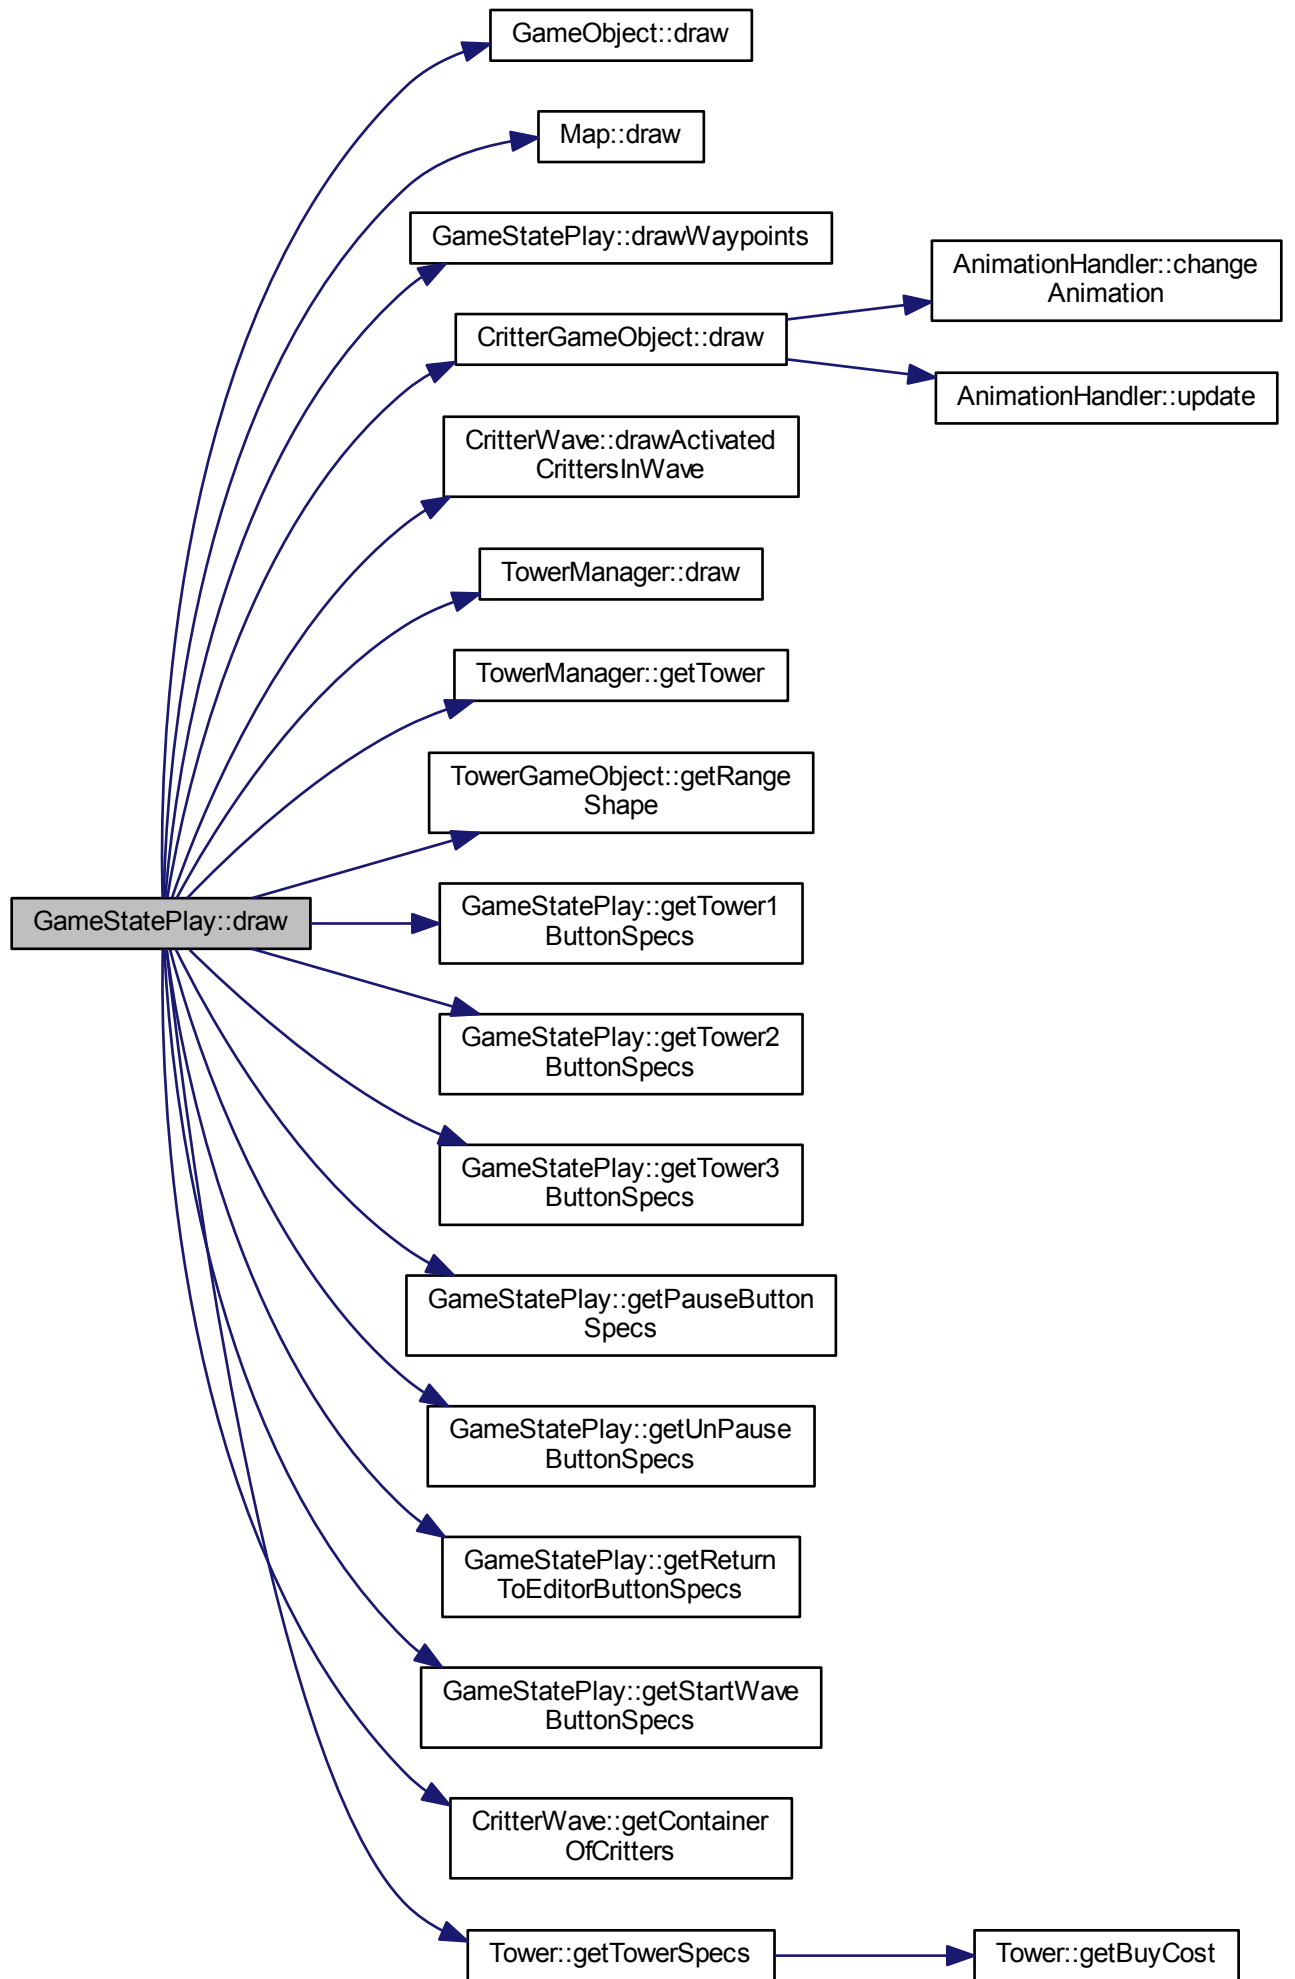 GameObject::draw
Map::draw
GameStatePlay::drawWaypoints
AnimationHandler::change
Animation
CritterGameObject::draw
AnimationHandler::update
CritterWave::drawActivated
CrittersInWave
TowerManager::draw
TowerManager::getTower
TowerGameObject::getRange
Shape
GameStatePlay::draw
GameStatePlay::getTower1
ButtonSpecs
GameStatePlay::getTower2
ButtonSpecs
GameStatePlay::getTower3
ButtonSpecs
GameStatePlay::getPauseButton
Specs
GameStatePlay::getUnPause
ButtonSpecs
GameStatePlay::getReturn
ToEditorButtonSpecs
GameStatePlay::getStartWave
ButtonSpecs
CritterWave::getContainer
OfCritters
Tower::getTowerSpecs
Tower::getBuyCost